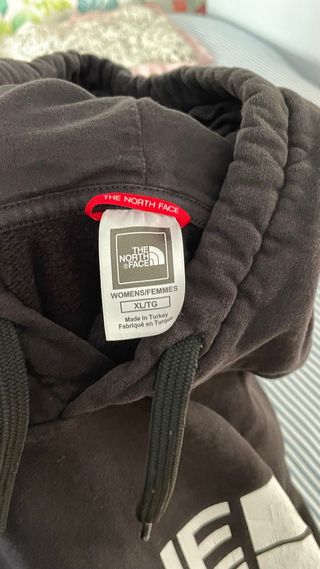 THE NORTH FACE
THE
NORTH
FACE
WOMENS/FEMMES
XL/TG
Made in Turkey
Fabriqué en Turquie